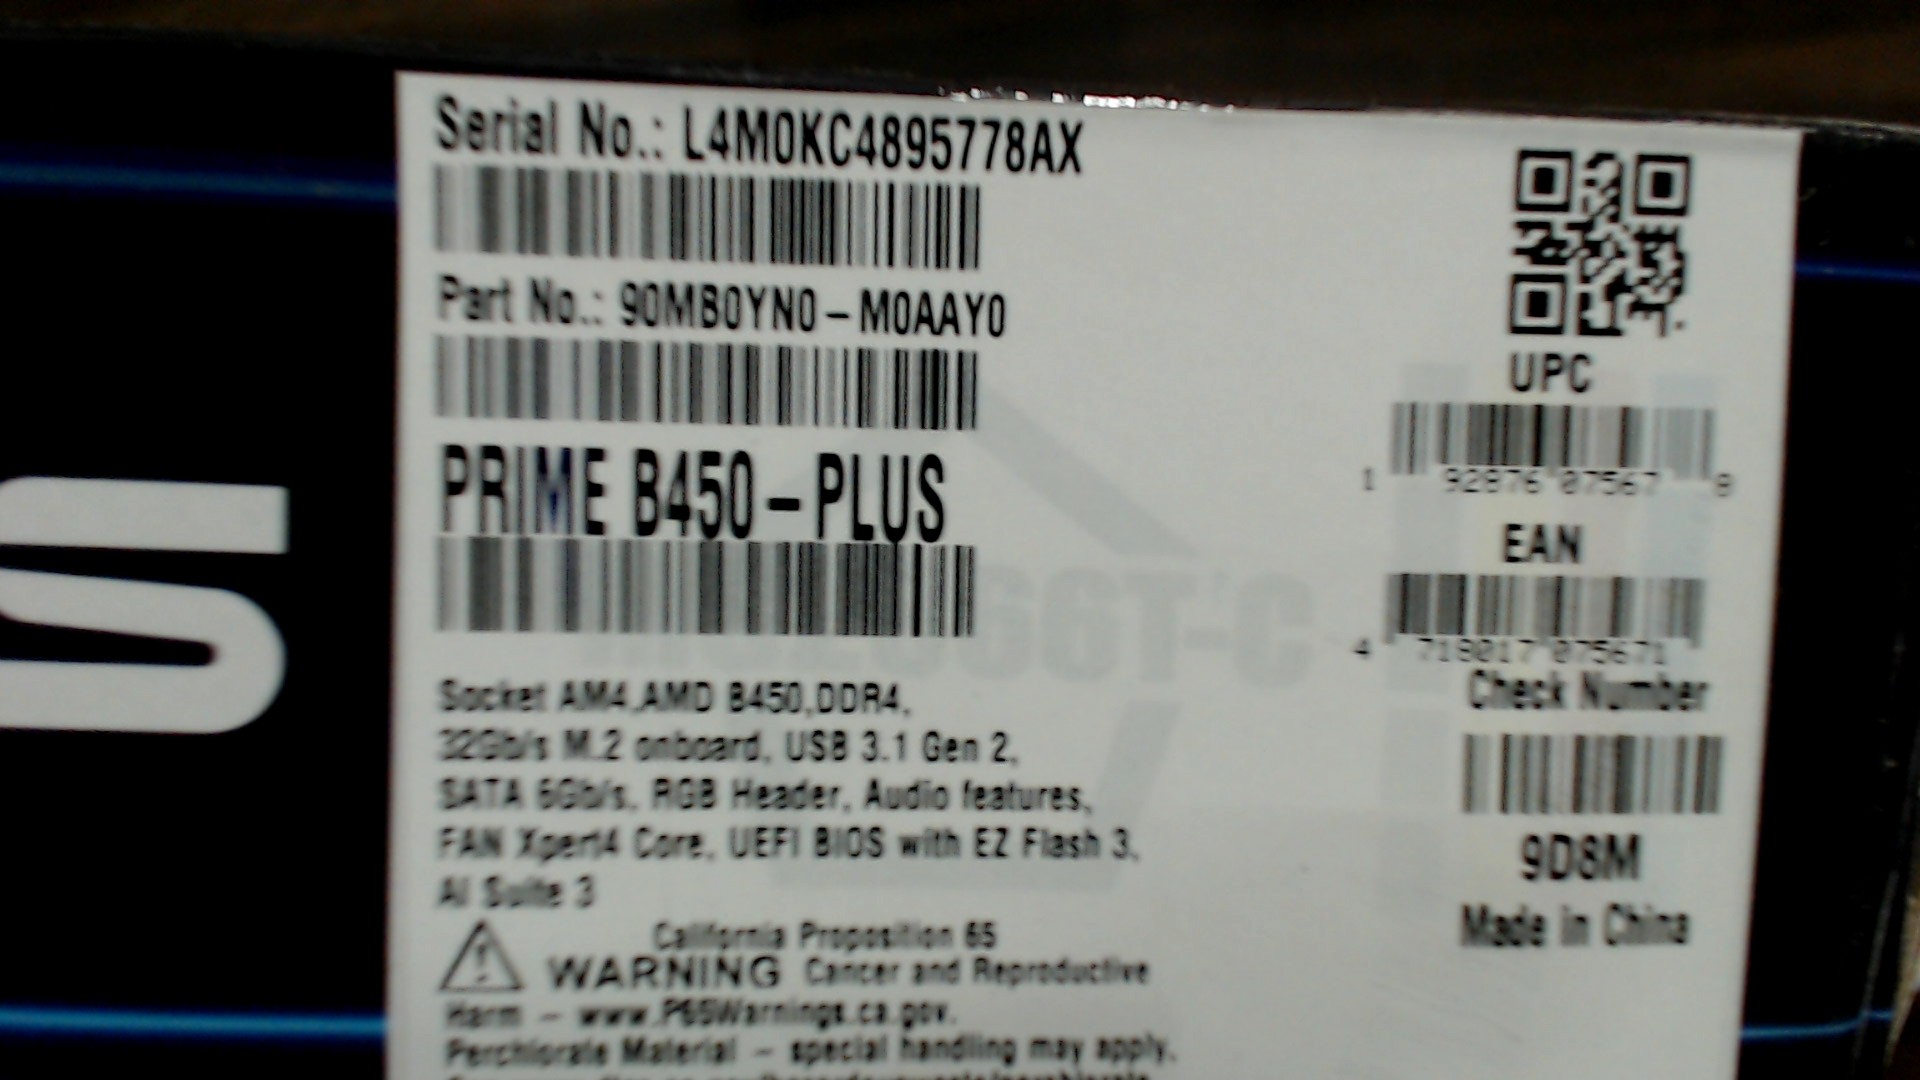 Serial No.: L4M0KC4895778AX
Part No.: 90MB0YN0-M0AAY0
PRIME B450-PLUS
Socket AM4,AMD B450,DDR4,
32Gb/s M.2 onboard, USB 3.1 Gen 2,
SATA 6Gb/s, RGB Header, Audio features,
FAN Xpert4 Core, UEFI BIOS with EZ Flash 3,
AI Suite 3
California Proposition 65
WARNING Cancer and Reproductive
Harm - www.P65Warnings.ca.gov.
Perchlorate Material - special handling may apply.
UPC
1 92876 07567 8
EAN
4 718017 075671
Check Number
9D8M
Made in China
S